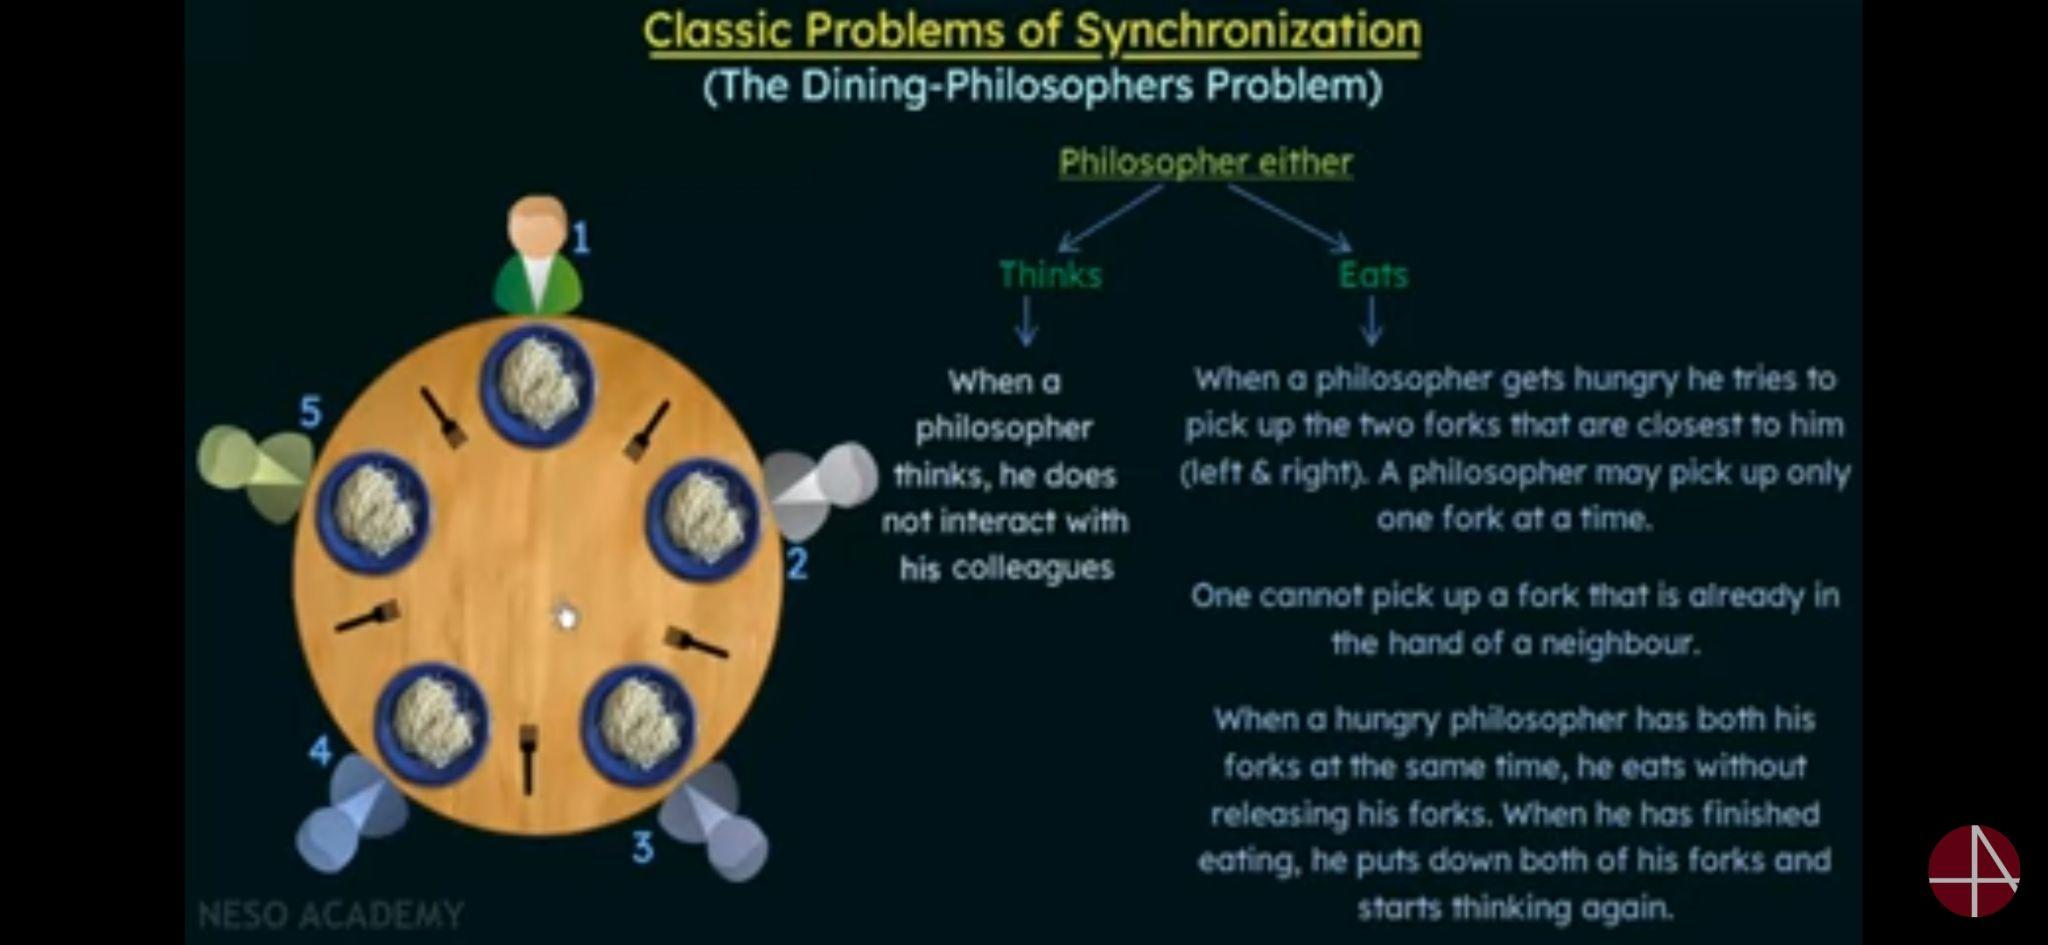 Classic Problems of Synchronization
(The Dining-Philosophers Problem)
Philosopher either
Thinks
Eats
When a
philosopher
thinks, he does
not interact with
his colleagues
When a philosopher gets hungry he tries to
pick up the two forks that are closest to him
(left & right). A philosopher may pick up only
one fork at a time.
One cannot pick up a fork that is already in
the hand of a neighbour.
When a hungry philosopher has both his
forks at the same time, he eats without
releasing his forks. When he has finished
eating, he puts down both of his forks and
starts thinking again.
1
2
3
4
5
NESO ACADEMY